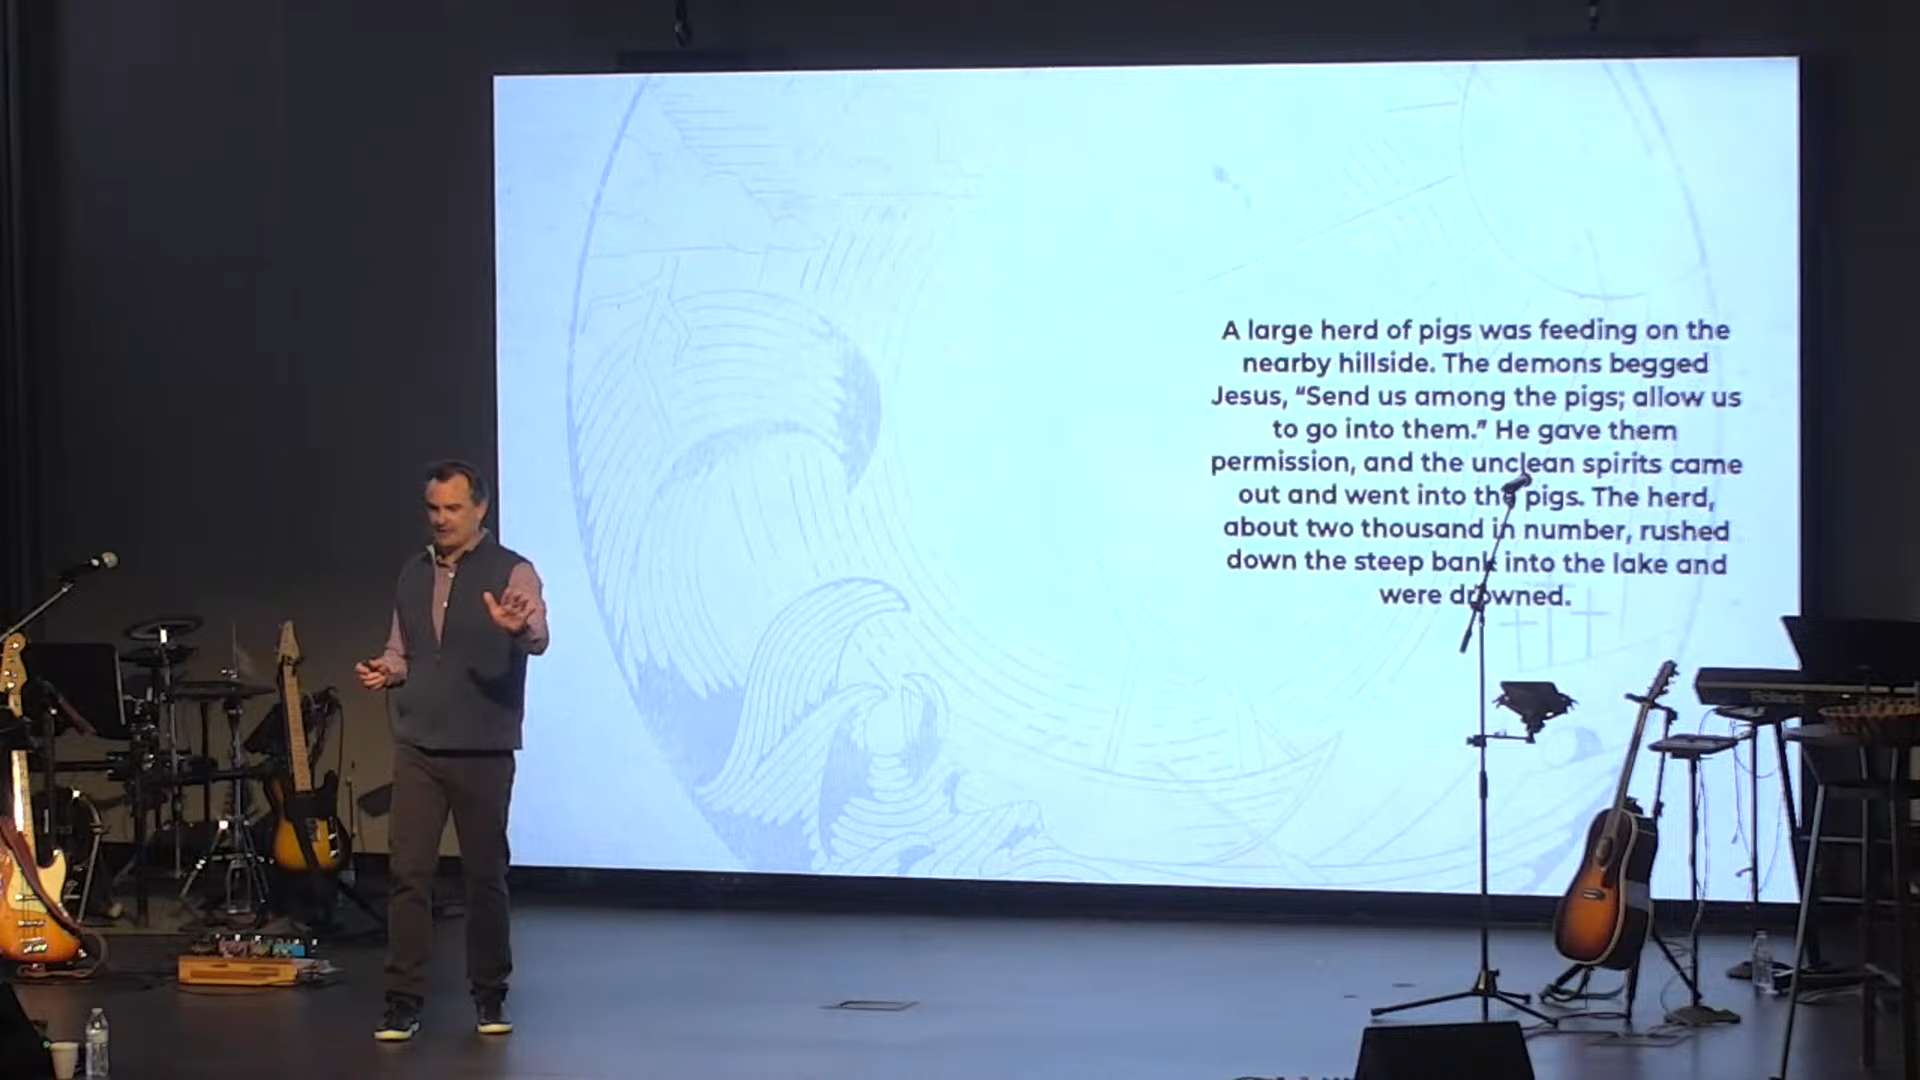 A large herd of pigs was feeding on the
nearby hillside. The demons begged
Jesus, “Send us among the pigs; allow us
to go into them.” He gave them
permission, and the unclean spirits came
out and went into the pigs. The herd,
about two thousand in number, rushed
down the steep bank into the lake and
were drowned.
Roland